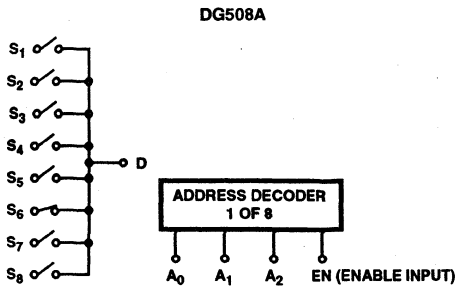 DG508A
S1
S2
S3
S4
S5
S6
S7
S8
D
ADDRESS DECODER
1 OF 8
A0 A1 A2 EN (ENABLE INPUT)